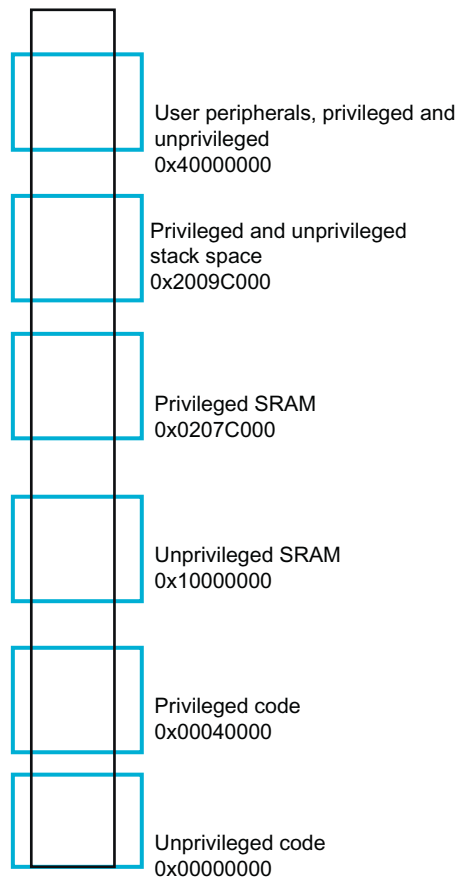 User peripherals, privileged and
unprivileged
0x40000000
Privileged and unprivileged
stack space
0x2009C000
Privileged SRAM
0x0207C000
Unprivileged SRAM
0x10000000
Privileged code
0x00040000
Unprivileged code
0x00000000